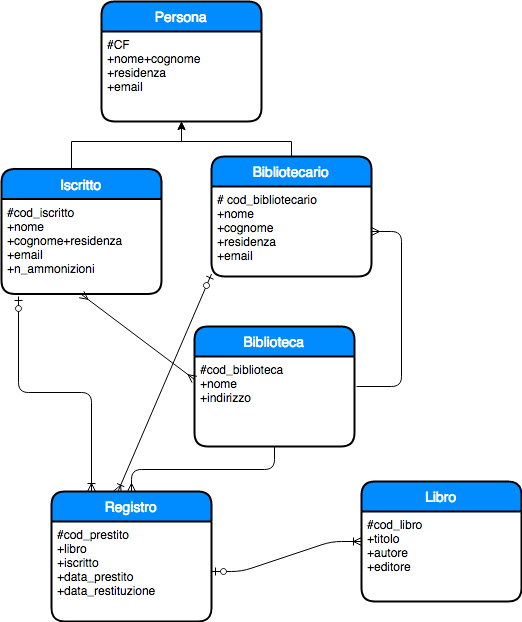 Persona
#CF
+nome+cognome
+residenza
+email
Iscritto
#cod_iscritto
+nome
cognome+residenza
+email
+n_ammonizioni
Bibliotecario
# cod_bibliotecario
+nome
+cognome
+residenza
+email
Biblioteca
#cod_biblioteca
+nome
+indirizzo
Registro
#cod_prestito
+libro
+iscritto
+data_prestito
+data_restituzione
Libro
#cod_libro
+titolo
+autore
+editore